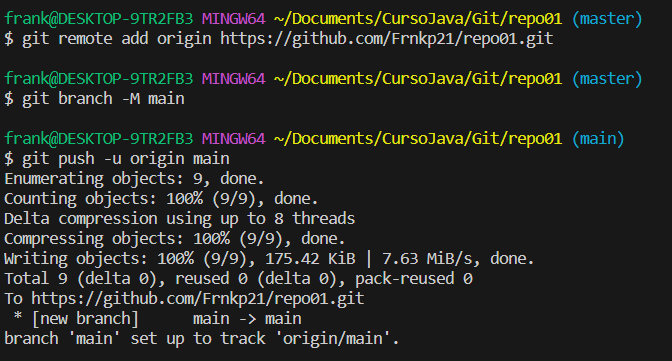 frank@DESKTOP-9TR2FB3 MINGW64 ~/Documents/CursoJava/Git/repo01 (master)
$ git remote add origin https://github.com/Frnkp21/repo01.git
frank@DESKTOP-9TR2FB3 MINGW64 ~/Documents/CursoJava/Git/repo01 (master)
$ git branch -M main
frank@DESKTOP-9TR2FB3 MINGW64 ~/Documents/CursoJava/Git/repo01 (main)
$ git push -u origin main
Enumerating objects: 9, done.
Counting objects: 100% (9/9), done.
Delta compression using up to 8 threads
Compressing objects: 100% (9/9), done.
Writing objects: 100% (9/9), 175.42 KiB | 7.63 MiB/s, done.
Total 9 (delta 0), reused 0 (delta 0), pack-reused 0
To https://github.com/Frnkp21/repo01.git
 * [new branch]      main -> main
branch 'main' set up to track 'origin/main'.